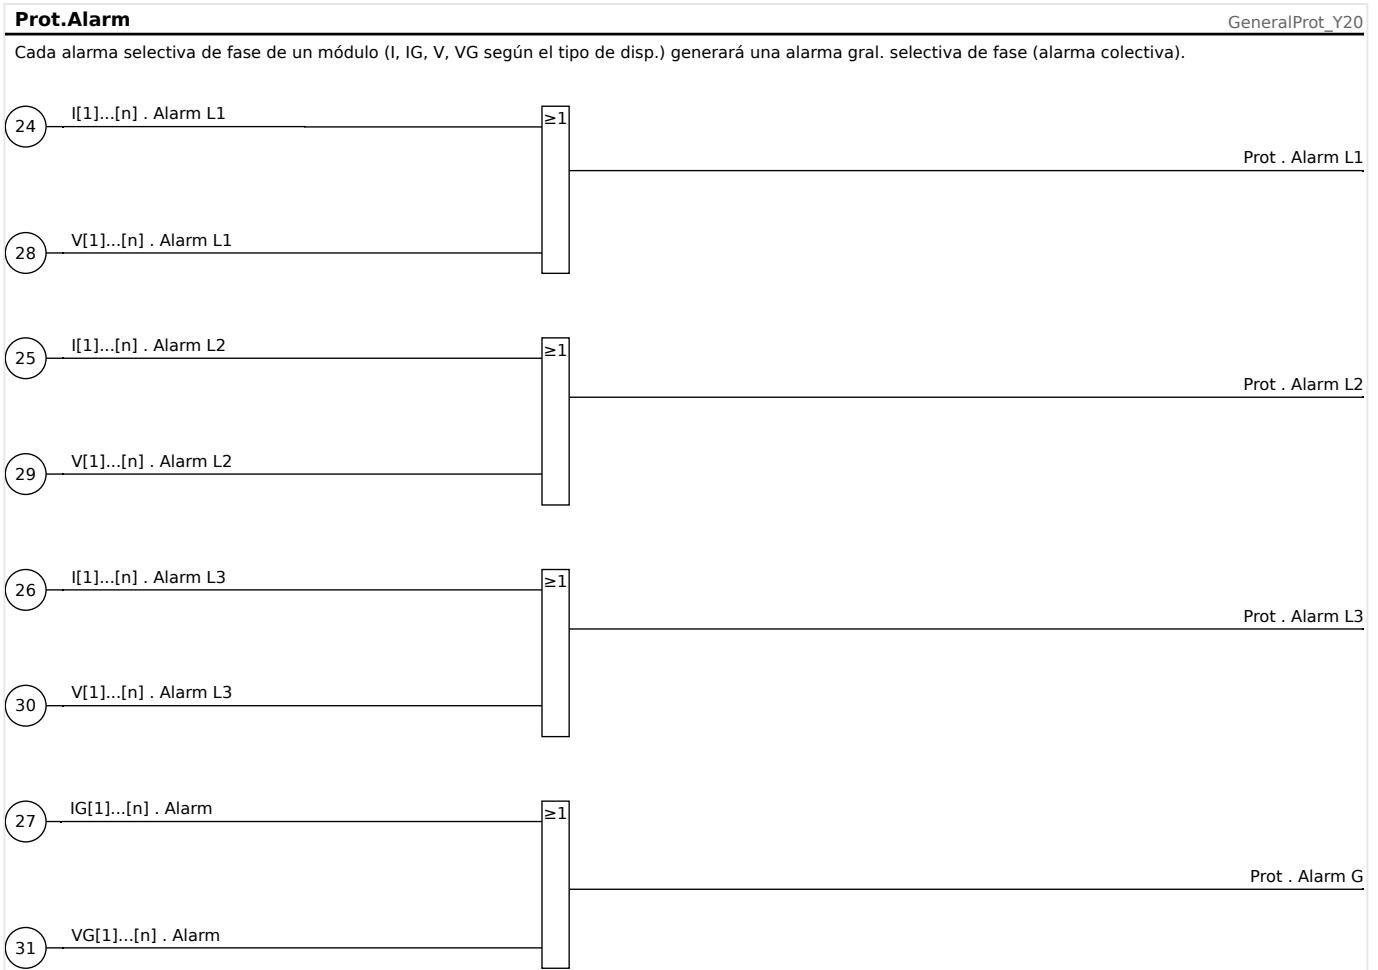 Prot.Alarm
GeneralProt_Y20
Cada alarma selectiva de fase de un módulo (I, IG, V, VG según el tipo de disp.) generará una alarma gral. selectiva de fase (alarma colectiva).
24
I[1]...[n] . Alarm L1
≥1
Prot . Alarm L1
28
V[1]...[n] . Alarm L1
25
I[1]...[n] . Alarm L2
≥1
Prot . Alarm L2
29
V[1]...[n] . Alarm L2
26
I[1]...[n] . Alarm L3
≥1
Prot . Alarm L3
30
V[1]...[n] . Alarm L3
27
IG[1]...[n] . Alarm
≥1
Prot . Alarm G
31
VG[1]...[n] . Alarm